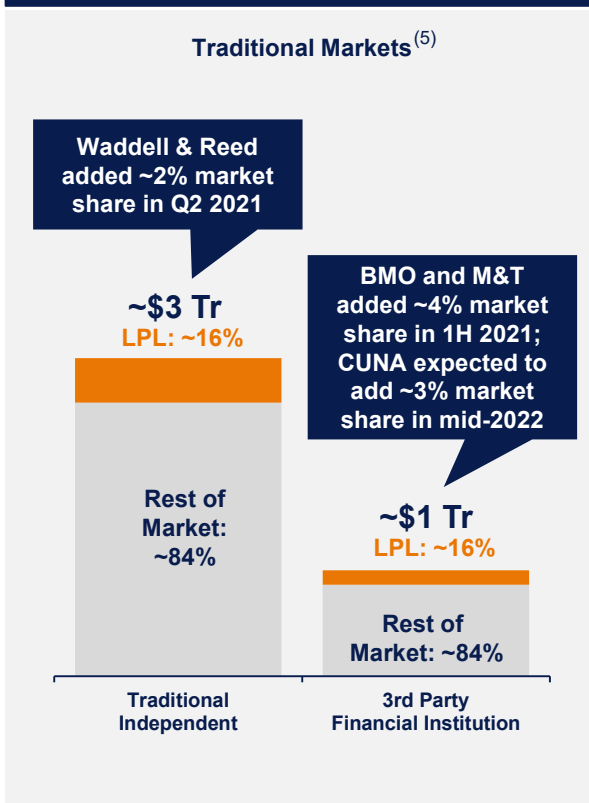 Traditional Markets(5)
Waddell & Reed
added ~2% market
share in Q2 2021
BMO and M&T
added ~4% market
share in 1H 2021;
CUNA expected to
add ~3% market
share in mid-2022
~$3 Tr
LPL: ~16%
Rest of
Market:
~84%
~$1 Tr
LPL: ~16%
Rest of
Market: ~84%
Traditional
Independent
3rd Party
Financial Institution